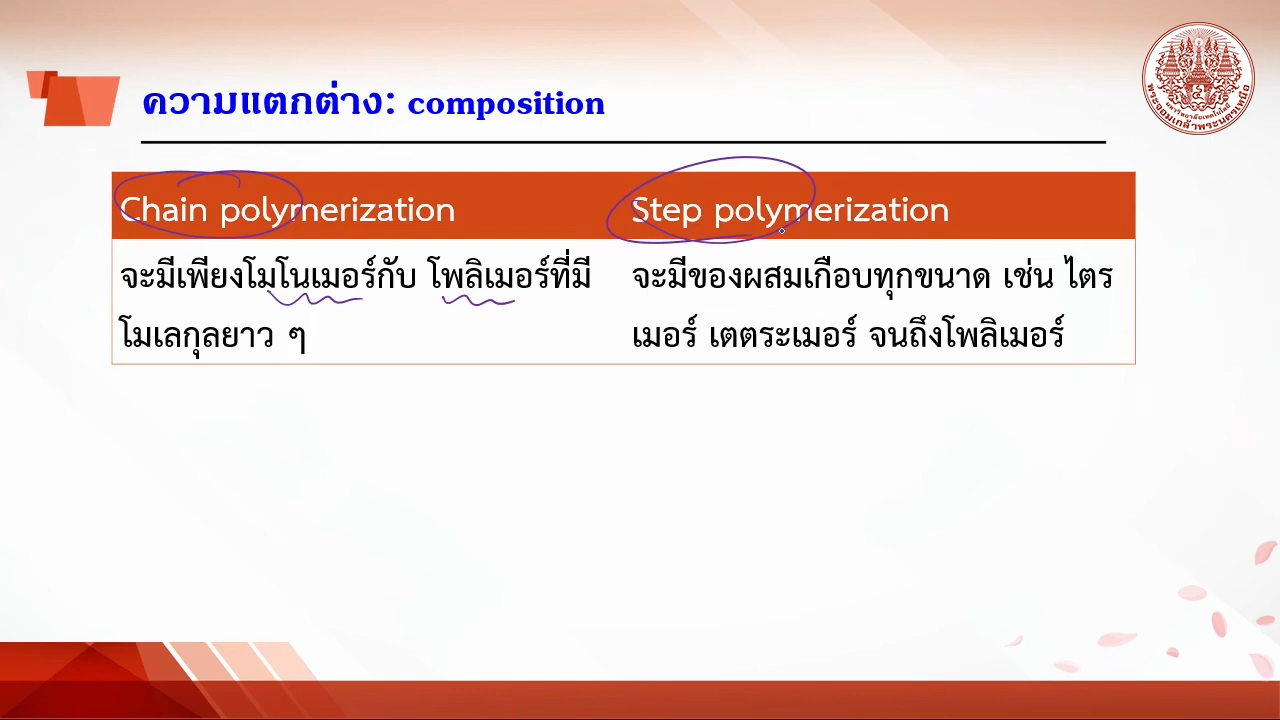 ความแตกต่าง: composition
Chain polymerization
Step polymerization
จะมีเพียงโมโนเมอร์กับ โพลิเมอร์ที่มี
โมเลกุลยาว ๆ
จะมีของผสมเกือบทุกขนาด เช่น ไตร
เมอร์ เตตระเมอร์ จนถึงโพลิเมอร์